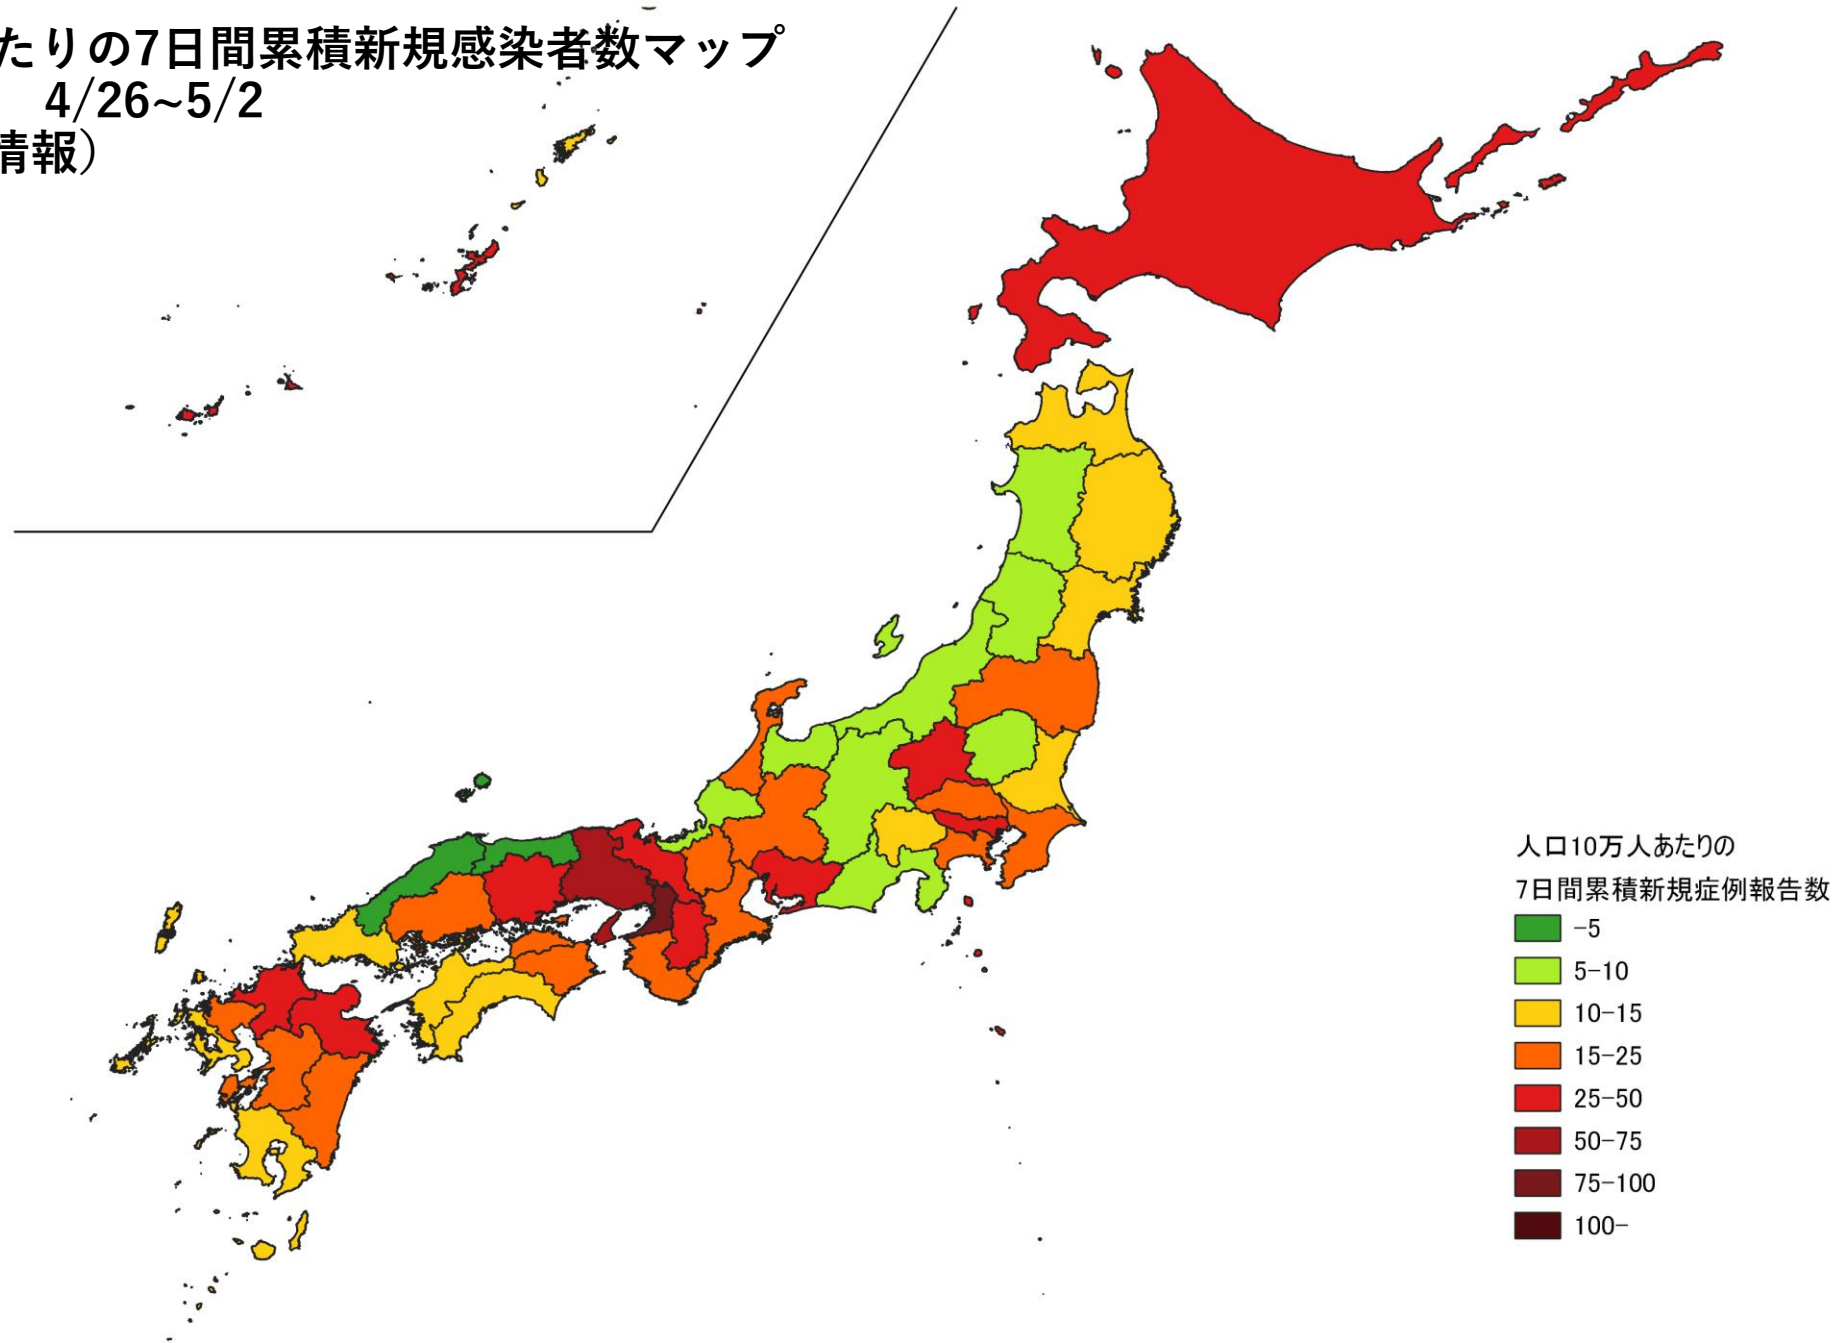 たりの7日間累積新規感染者数マップ
4/26~5/2
情報）
人口10万人あたりの
7日間累積新規症例報告数
-5
5-10
10-15
15-25
25-50
50-75
75-100
100-